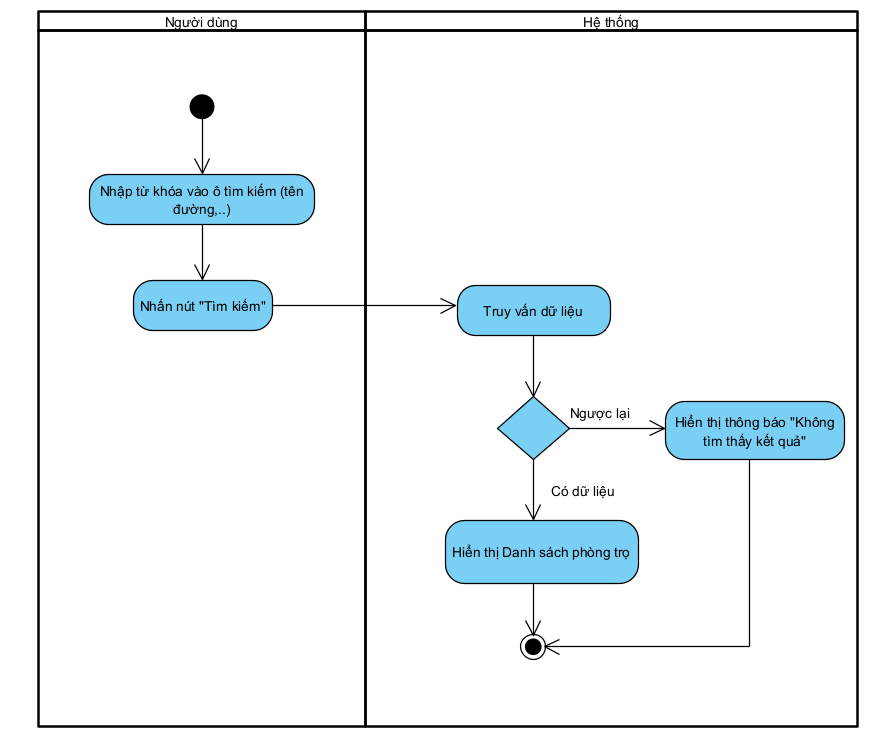 Người dùng
Hệ thống
Nhập từ khóa vào ô tìm kiếm (tên
đường,..)
Nhấn nút "Tìm kiếm"
Truy vấn dữ liệu
Ngược lại
Hiển thị thông báo "Không
tìm thấy kết quả"
Có dữ liệu
Hiển thị Danh sách phòng trọ